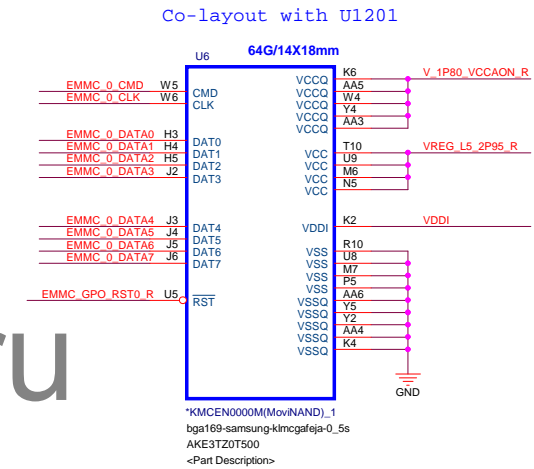 Co-layout with U1201
U6 64G/14X18mm
EMMC_0_CMD W5 CMD
EMMC_0_CLK W6 CLK
EMMC_0_DATA0 H3 DAT0
EMMC_0_DATA1 H4 DAT1
EMMC_0_DATA2 H5 DAT2
EMMC_0_DATA3 J2 DAT3
EMMC_0_DATA4 J3 DAT4
EMMC_0_DATA5 J4 DAT5
EMMC_0_DATA6 J5 DAT6
EMMC_0_DATA7 J6 DAT7
EMMC_GPO_RST0_R U5 RST
VCCQ K6 V_1P80_VCCAON_R
VCCQ AA5
VCCQ W4
VCCQ Y4
VCCQ AA3
VCC T10 VREG_L5_2P95_R
VCC U9
VCC M6
VCC N5
VDDI K2 VDDI
VSS R10
VSS U8
VSS M7
VSS P5
VSSQ AA6
VSSQ Y5
VSSQ Y2
VSSQ AA4
VSSQ K4
GND
ru
*KMCEN0000M(MoviNAND)_1
bga169-samsung-klmcgafeja-0_5s
AKE3TZ0T500
<Part Description>